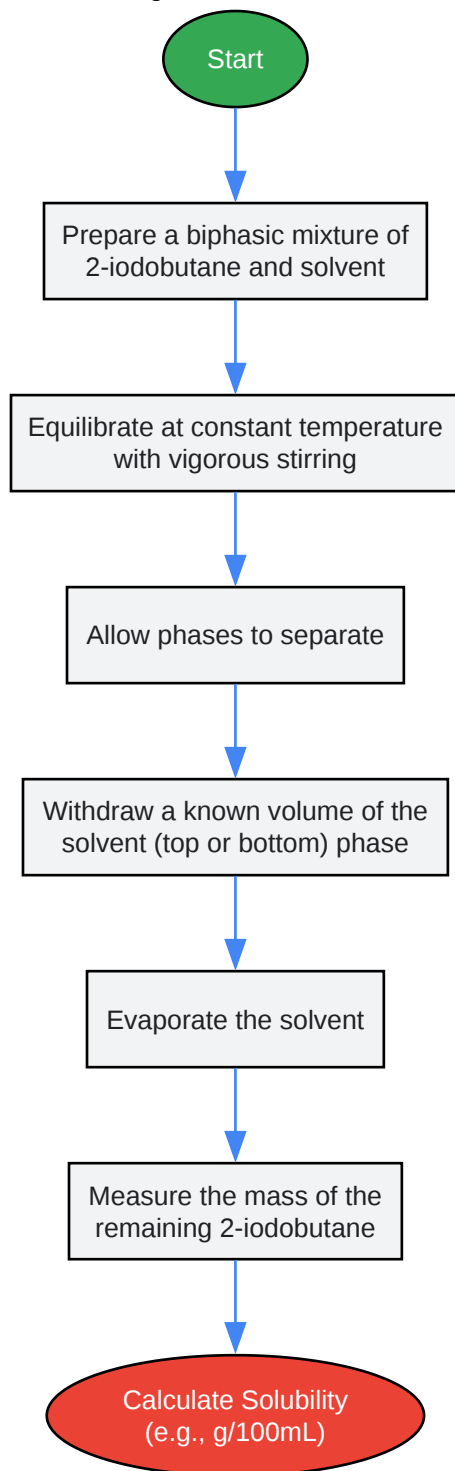 Start
Prepare a biphasic mixture of
2-iodobutane and solvent
Equilibrate at constant temperature
with vigorous stirring
Allow phases to separate
Withdraw a known volume of the
solvent (top or bottom) phase
Evaporate the solvent
Measure the mass of the
remaining 2-iodobutane
Calculate Solubility
(e.g., g/100mL)